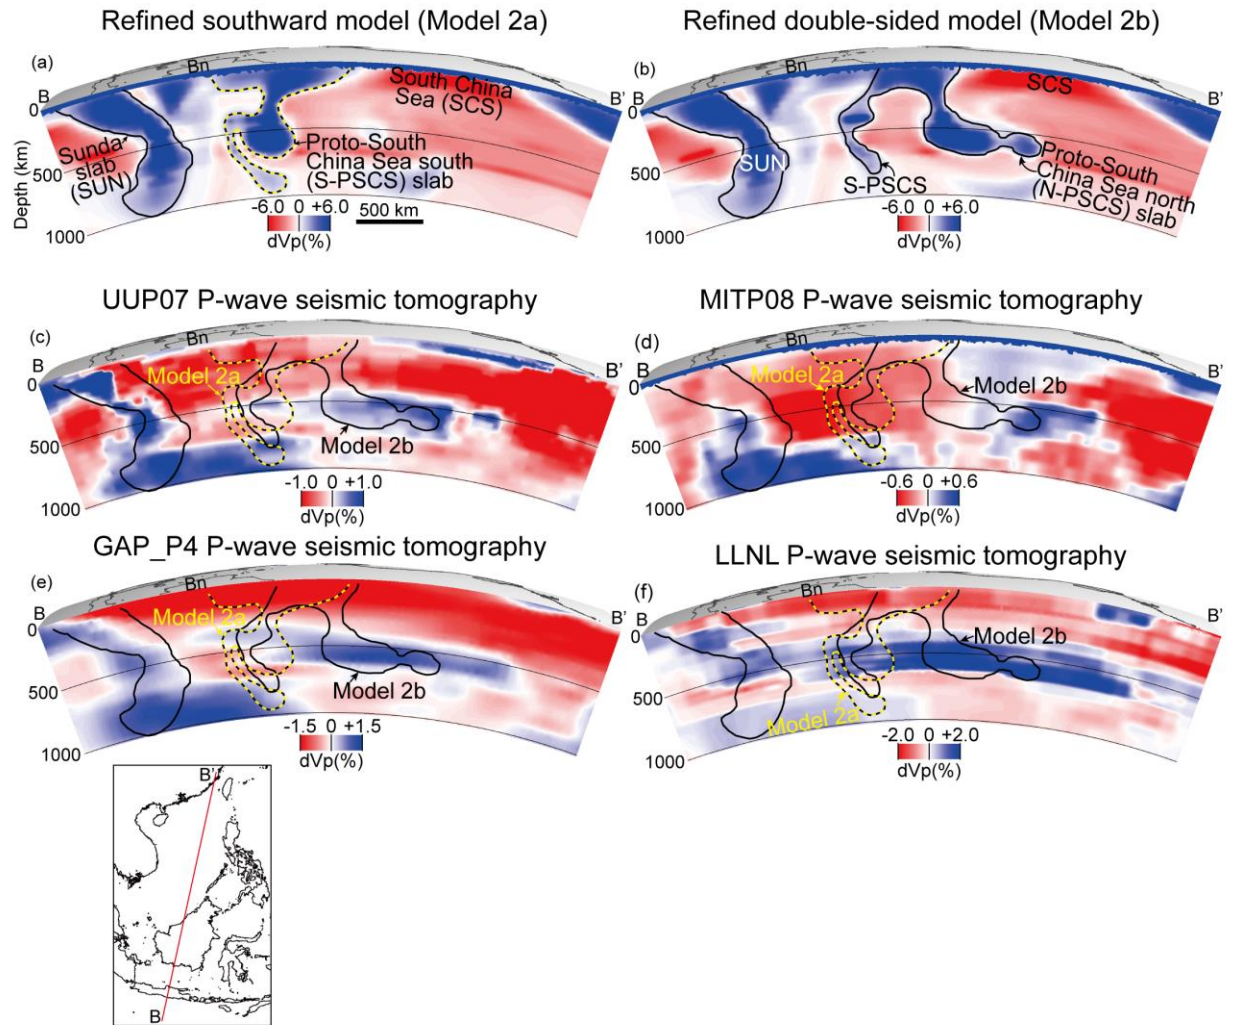 Refined southward model (Model 2a)
Refined double-sided model (Model 2b)
(a)
Bn
B
0
500
1000
Depth (km)
South China
Sea (SCS)
Sunda
slab
(SUN)
Proto-South
China Sea south
(S-PSCS) slab
-6.0 0 +6.0
dVp(%)
500 km
(b)
Bn
B
B'
0
500
1000
SCS
SUN
S-PSCS
Proto-South
China Sea north
(N-PSCS) slab
-6.0 0 +6.0
dVp(%)
UUP07 P-wave seismic tomography
MITP08 P-wave seismic tomography
(c)
Bn
B
B'
0
500
1000
Model 2a
Model 2b
-1.0 0 +1.0
dVp(%)
(d)
Bn
B
B'
0
500
1000
Model 2a
Model 2b
-0.6 0 +0.6
dVp(%)
GAP_P4 P-wave seismic tomography
LLNL P-wave seismic tomography
(e)
Bn
B
B'
0
500
1000
Model 2a
Model 2b
-1.5 0 +1.5
dVp(%)
(f)
Bn
B
B'
0
500
1000
Model 2b
Model 2a
-2.0 0 +2.0
dVp(%)
B'
B